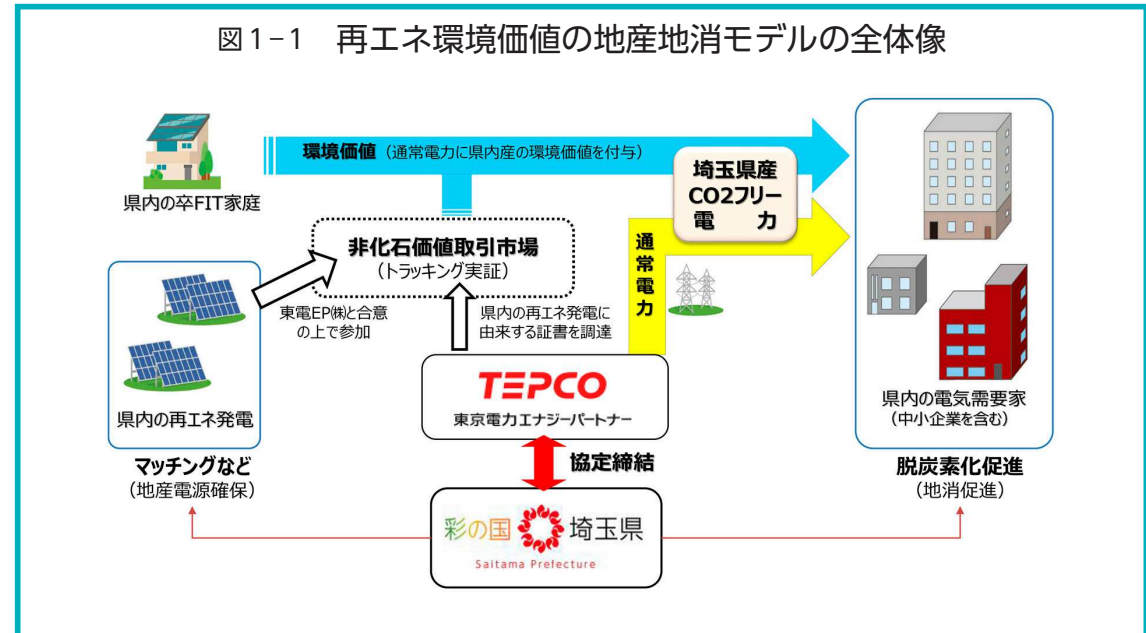 図1-1 再エネ環境価値の地産地消モデルの全体像
県内の卒FIT家庭
環境価値（通常電力に県内産の環境価値を付与）
埼玉県産
CO2フリー
電　力
非化石価値取引市場
（トラッキング実証）
通常電力
東電EP㈱と合意
の上で参加
県内の再エネ発電に
由来する証書を調達
県内の再エネ発電
TEPCO
東京電力エナジーパートナー
県内の電気需要家
（中小企業を含む）
マッチングなど
（地産電源確保）
協定締結
脱炭素化促進
（地消促進）
彩の国 埼玉県
Saitama Prefecture